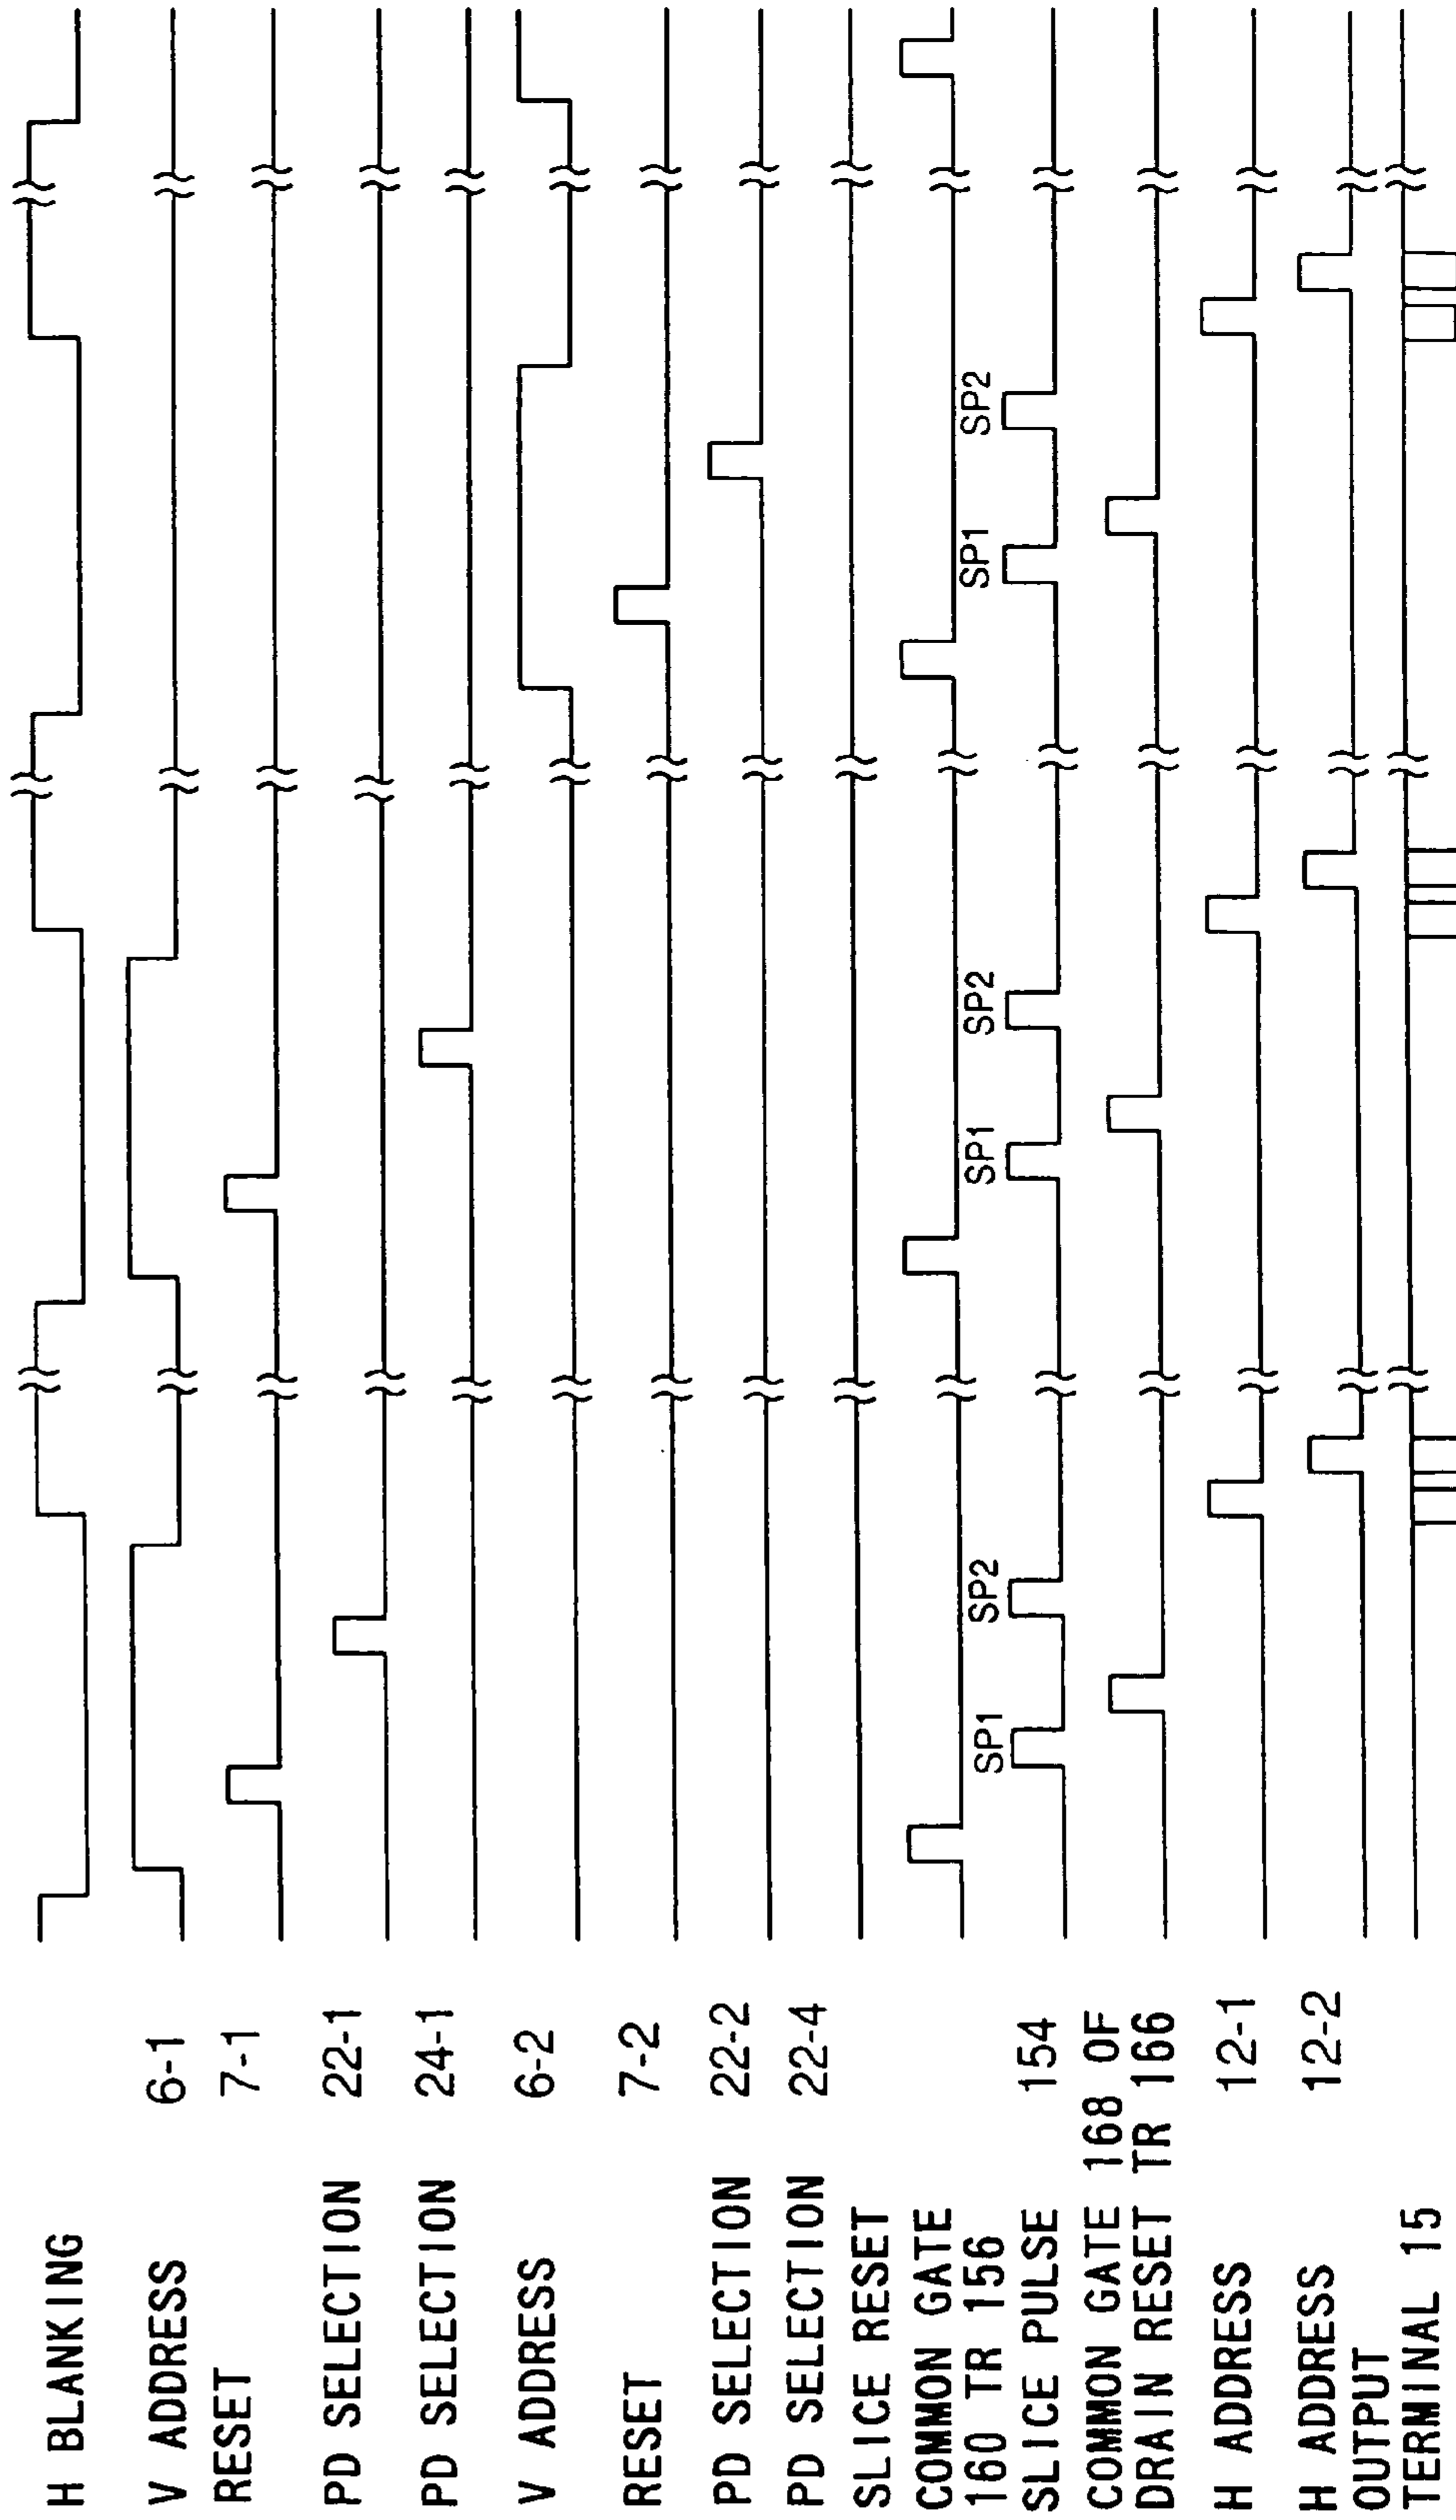 H BLANKING
V ADDRESS 6-1
RESET 7-1
PD SELECTION 22-1
PD SELECTION 24-1
V ADDRESS 6-2
RESET 7-2
PD SELECTION 22-2
PD SELECTION 22-4
SLICE RESET
COMMON GATE
160 TR 156
SP1 SP2 SP1 SP2 SP1 SP2
SLICE PULSE 154
COMMON GATE 168 OF
DRAIN RESET TR 166
H ADDRESS 12-1
H ADDRESS 12-2
OUTPUT
TERMINAL 15